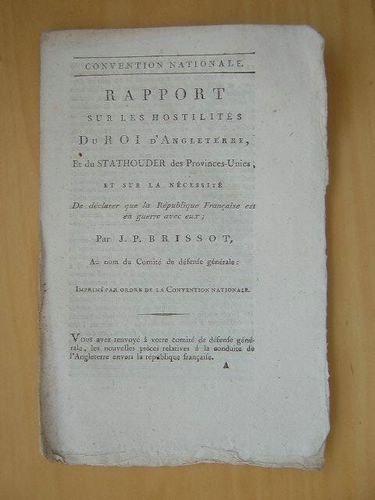 CONVENTION NATIONALE.
RAPPORT
SUR LES HOSTILITÉS
DU ROI D'ANGLETERRE,
Et du STATHOUDER des Provinces-Unies,
ET SUR LA NÉCESSITÉ
De déclarer que la République Française est
en guerre avec eux;
Par J. P. BRISSOT,
Au nom du Comité de défense générale:
IMPRIMÉ PAR ORDRE DE LA CONVENTION NATIONALE.
Vous avez renvoyé à votre comité de défense géné-
rale, les nouvelles pièces relatives à la conduite de
l'Angleterre envers la république française.
A